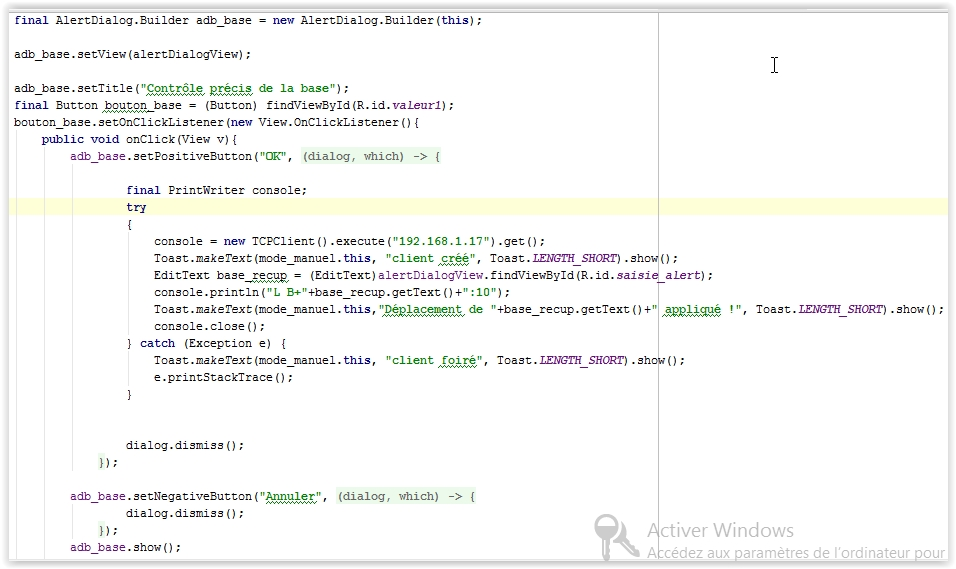 final AlertDialog.Builder adb_base = new AlertDialog.Builder(this);
adb_base.setView(alertDialogView);
adb_base.setTitle("Contrôle précis de la base");
final Button bouton_base = (Button) findViewById(R.id.valeur1);
bouton_base.setOnClickListener(new View.OnClickListener(){
public void onClick(View v){
adb_base.setPositiveButton("OK", (dialog, which) -> {
final PrintWriter console;
try
{
console = new TCPClient().execute("192.168.1.17").get();
Toast.makeText(mode_manuel.this, "client créé", Toast.LENGTH_SHORT).show();
EditText base_recup = (EditText)alertDialogView.findViewById(R.id.saisie_alert);
console.println("L B+"+base_recup.getText()+":10");
Toast.makeText(mode_manuel.this,"Déplacement de "+base_recup.getText()+" appliqué !", Toast.LENGTH_SHORT).show();
console.close();
} catch (Exception e) {
Toast.makeText(mode_manuel.this, "client foiré", Toast.LENGTH_SHORT).show();
e.printStackTrace();
}
dialog.dismiss();
});
adb_base.setNegativeButton("Annuler", (dialog, which) -> {
dialog.dismiss();
});
adb_base.show();
Activer Windows
Accédez aux paramètres de l'ordinateur pour